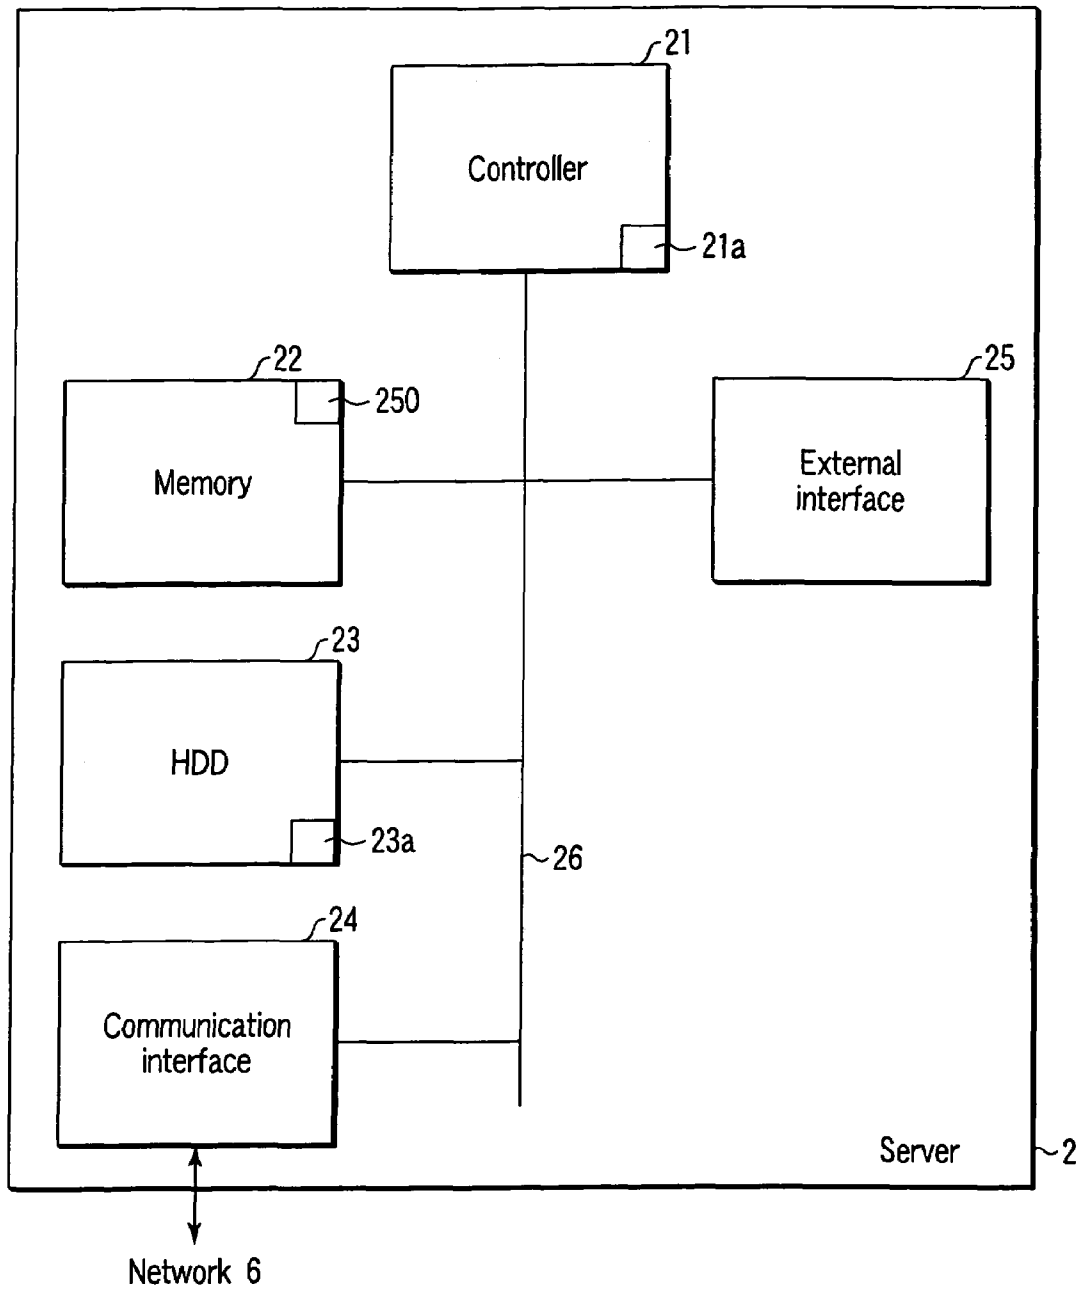 21
Controller
21a
22
250
Memory
25
External
interface
23
HDD
23a
26
24
Communication
interface
Server
2
Network 6